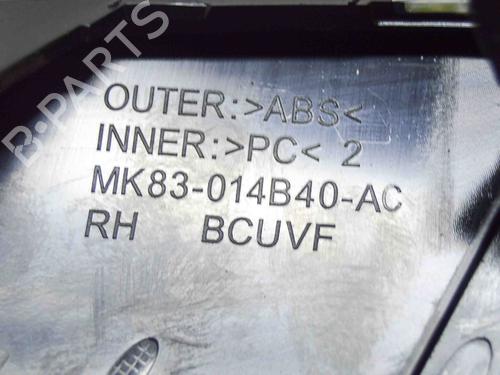 B-PARTS
OUTER:>ABS<
INNER:>PC< 2
MK83-014B40-AC
RH BCUVF